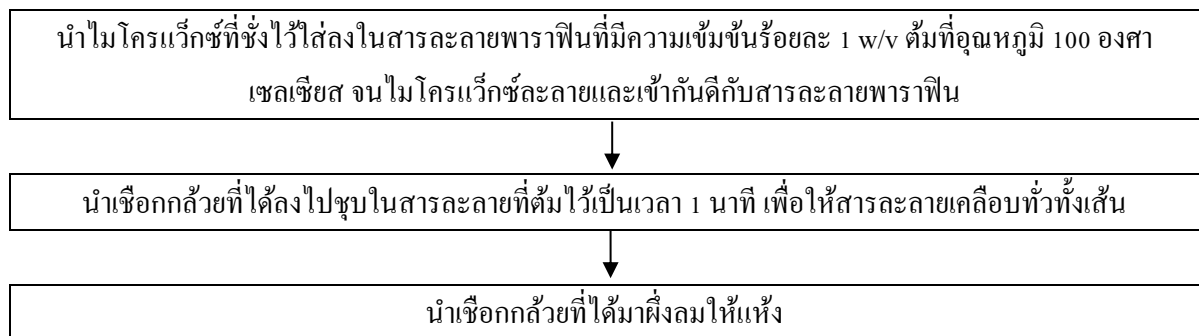 นำไมโครแว็กซ์ที่ชั่งไว้ใส่ลงในสารละลายพาราฟินที่มีความเข้มข้นร้อยละ 1 w/v ต้มที่อุณหภูมิ 100 องศา
เซลเซียส จนไมโครแว็กซ์ละลายและเข้ากันดีกับสารละลายพาราฟิน
นำเชือกกล้วยที่ได้ลงไปชุบในสารละลายที่ต้มไว้เป็นเวลา 1 นาที เพื่อให้สารละลายเคลือบทั่วทั้งเส้น
นำเชือกกล้วยที่ได้มาผึ่งลมให้แห้ง